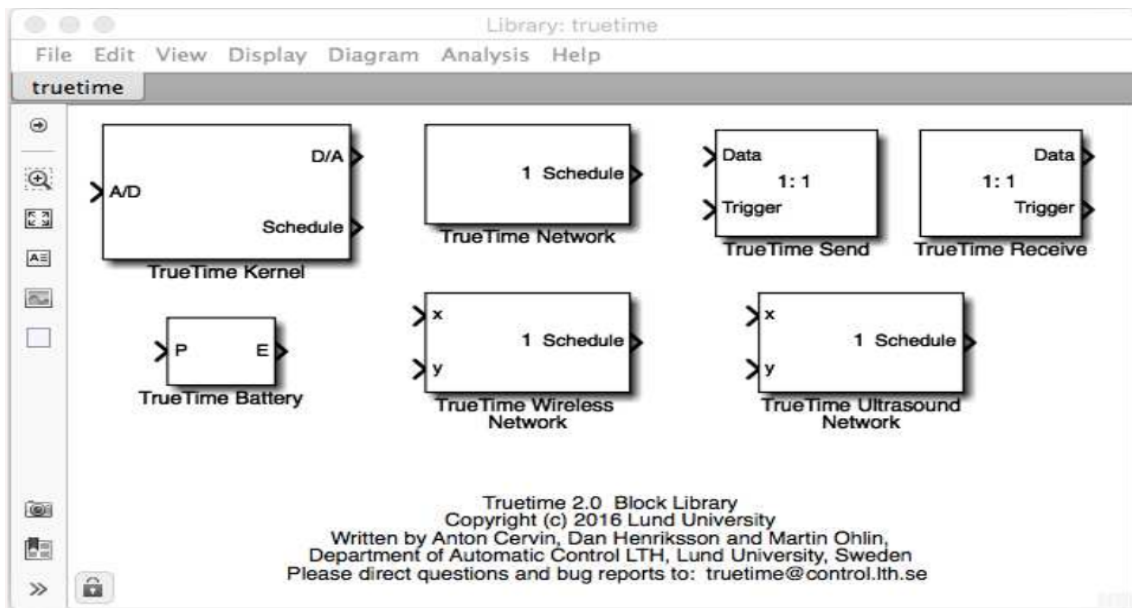 Library: truetime
File Edit View Display Diagram Analysis Help
truetime
A/D
D/A
Schedule
TrueTime Kernel
1 Schedule
TrueTime Network
Data
1: 1
Trigger
TrueTime Send
Data
1: 1
Trigger
TrueTime Receive
P E
TrueTime Battery
x
1 Schedule
y
TrueTime Wireless
Network
x
1 Schedule
y
TrueTime Ultrasound
Network
Truetime 2.0 Block Library
Copyright (c) 2016 Lund University
Written by Anton Cervin, Dan Henriksson and Martin Ohlin,
Department of Automatic Control LTH, Lund University, Sweden
Please direct questions and bug reports to: truetime@control.lth.se